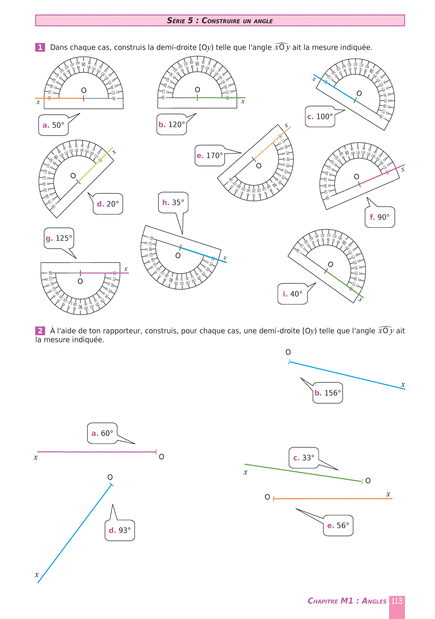 SÉRIE 5 : CONSTRUIRE UN ANGLE
1 Dans chaque cas, construis la demi-droite [Oy) telle que l'angle xOy ait la mesure indiquée.
x
O
a. 50°
O
x
b. 120°
x
O
c. 100°
x
O
d. 20°
x
O
e. 170°
x
O
f. 90°
g. 125°
x
O
h. 35°
O
x
O
x
i. 40°
2 À l'aide de ton rapporteur, construis, pour chaque cas, une demi-droite [Oy) telle que l'angle xOy ait
la mesure indiquée.
O
x
b. 156°
a. 60°
x
O
c. 33°
x
O
O
x
d. 93°
x
O
e. 56°
CHAPITRE M1 : ANGLES 113